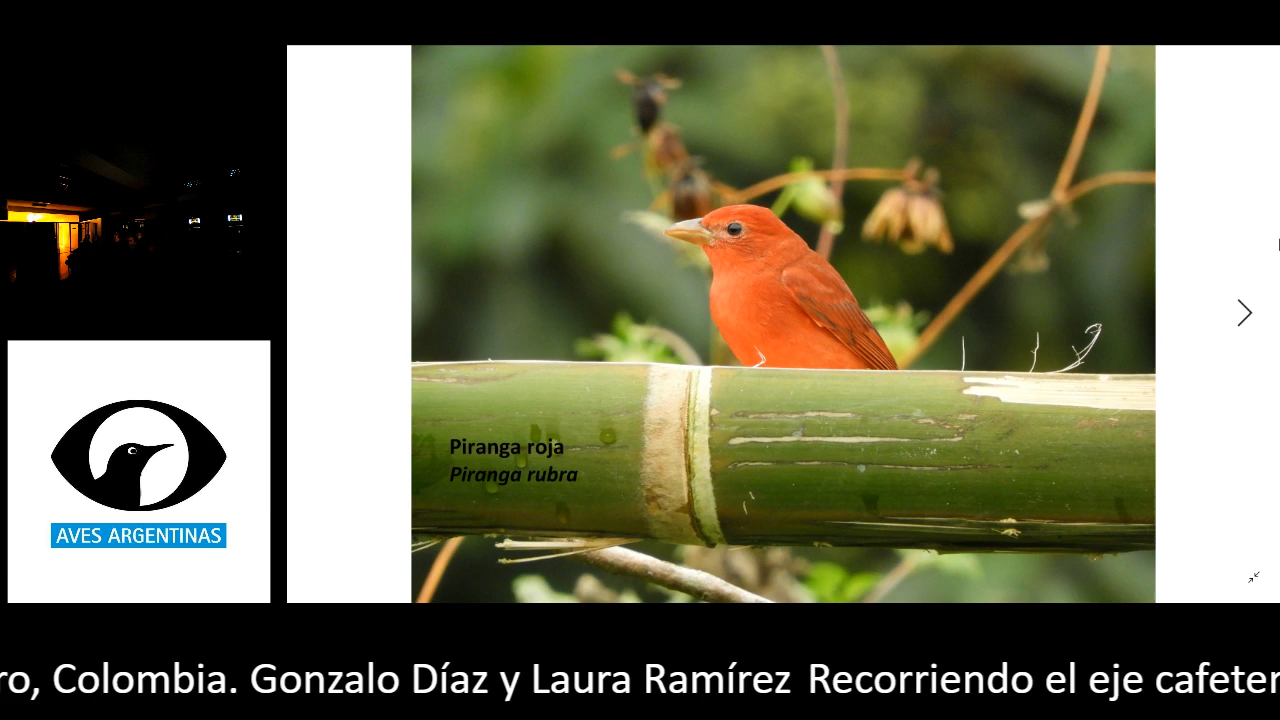 Piranga roja
Piranga rubra
AVES ARGENTINAS
ro, Colombia. Gonzalo Díaz y Laura Ramírez Recorriendo el eje cafeter